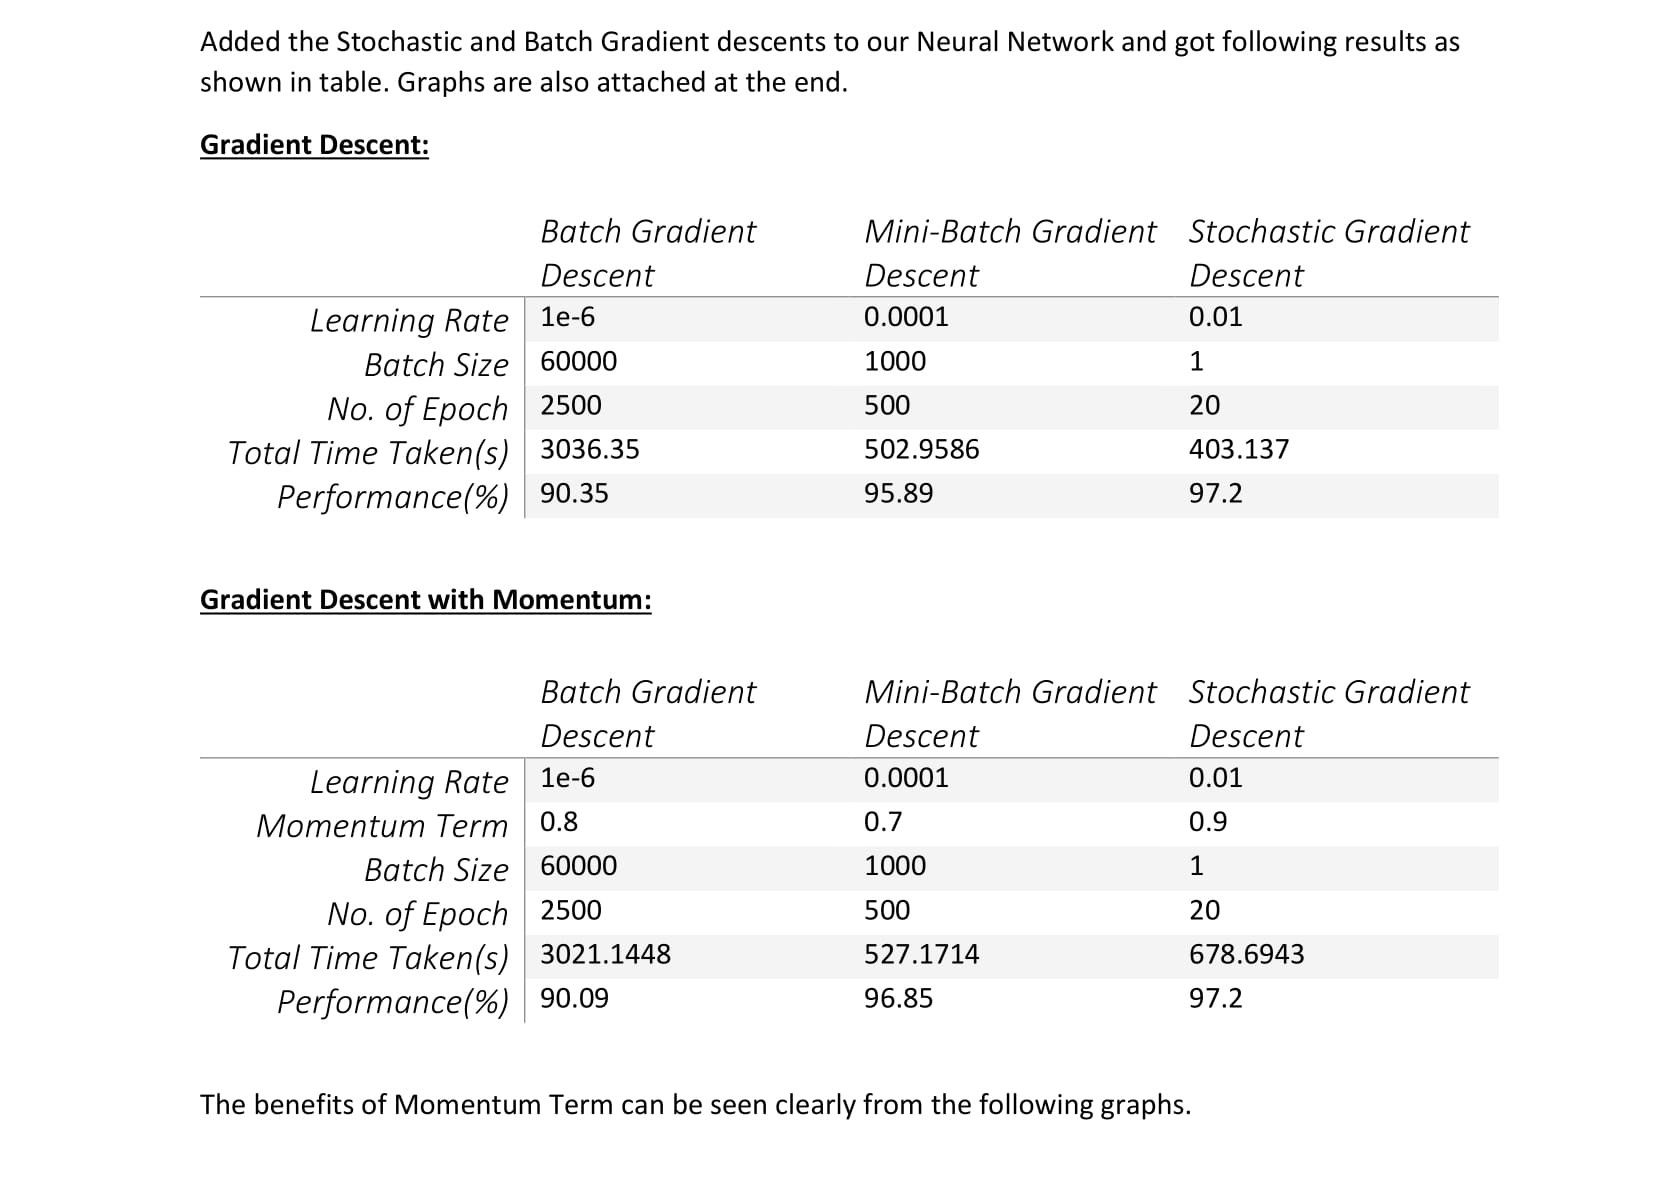 Added the Stochastic and Batch Gradient descents to our Neural Network and got following results as
shown in table. Graphs are also attached at the end.
Gradient Descent:
Batch Gradient Descent Mini-Batch Gradient Descent Stochastic Gradient Descent
Learning Rate 1e-6 0.0001 0.01
Batch Size 60000 1000 1
No. of Epoch 2500 500 20
Total Time Taken(s) 3036.35 502.9586 403.137
Performance(%) 90.35 95.89 97.2
Gradient Descent with Momentum:
Batch Gradient Descent Mini-Batch Gradient Descent Stochastic Gradient Descent
Learning Rate 1e-6 0.0001 0.01
Momentum Term 0.8 0.7 0.9
Batch Size 60000 1000 1
No. of Epoch 2500 500 20
Total Time Taken(s) 3021.1448 527.1714 678.6943
Performance(%) 90.09 96.85 97.2
The benefits of Momentum Term can be seen clearly from the following graphs.